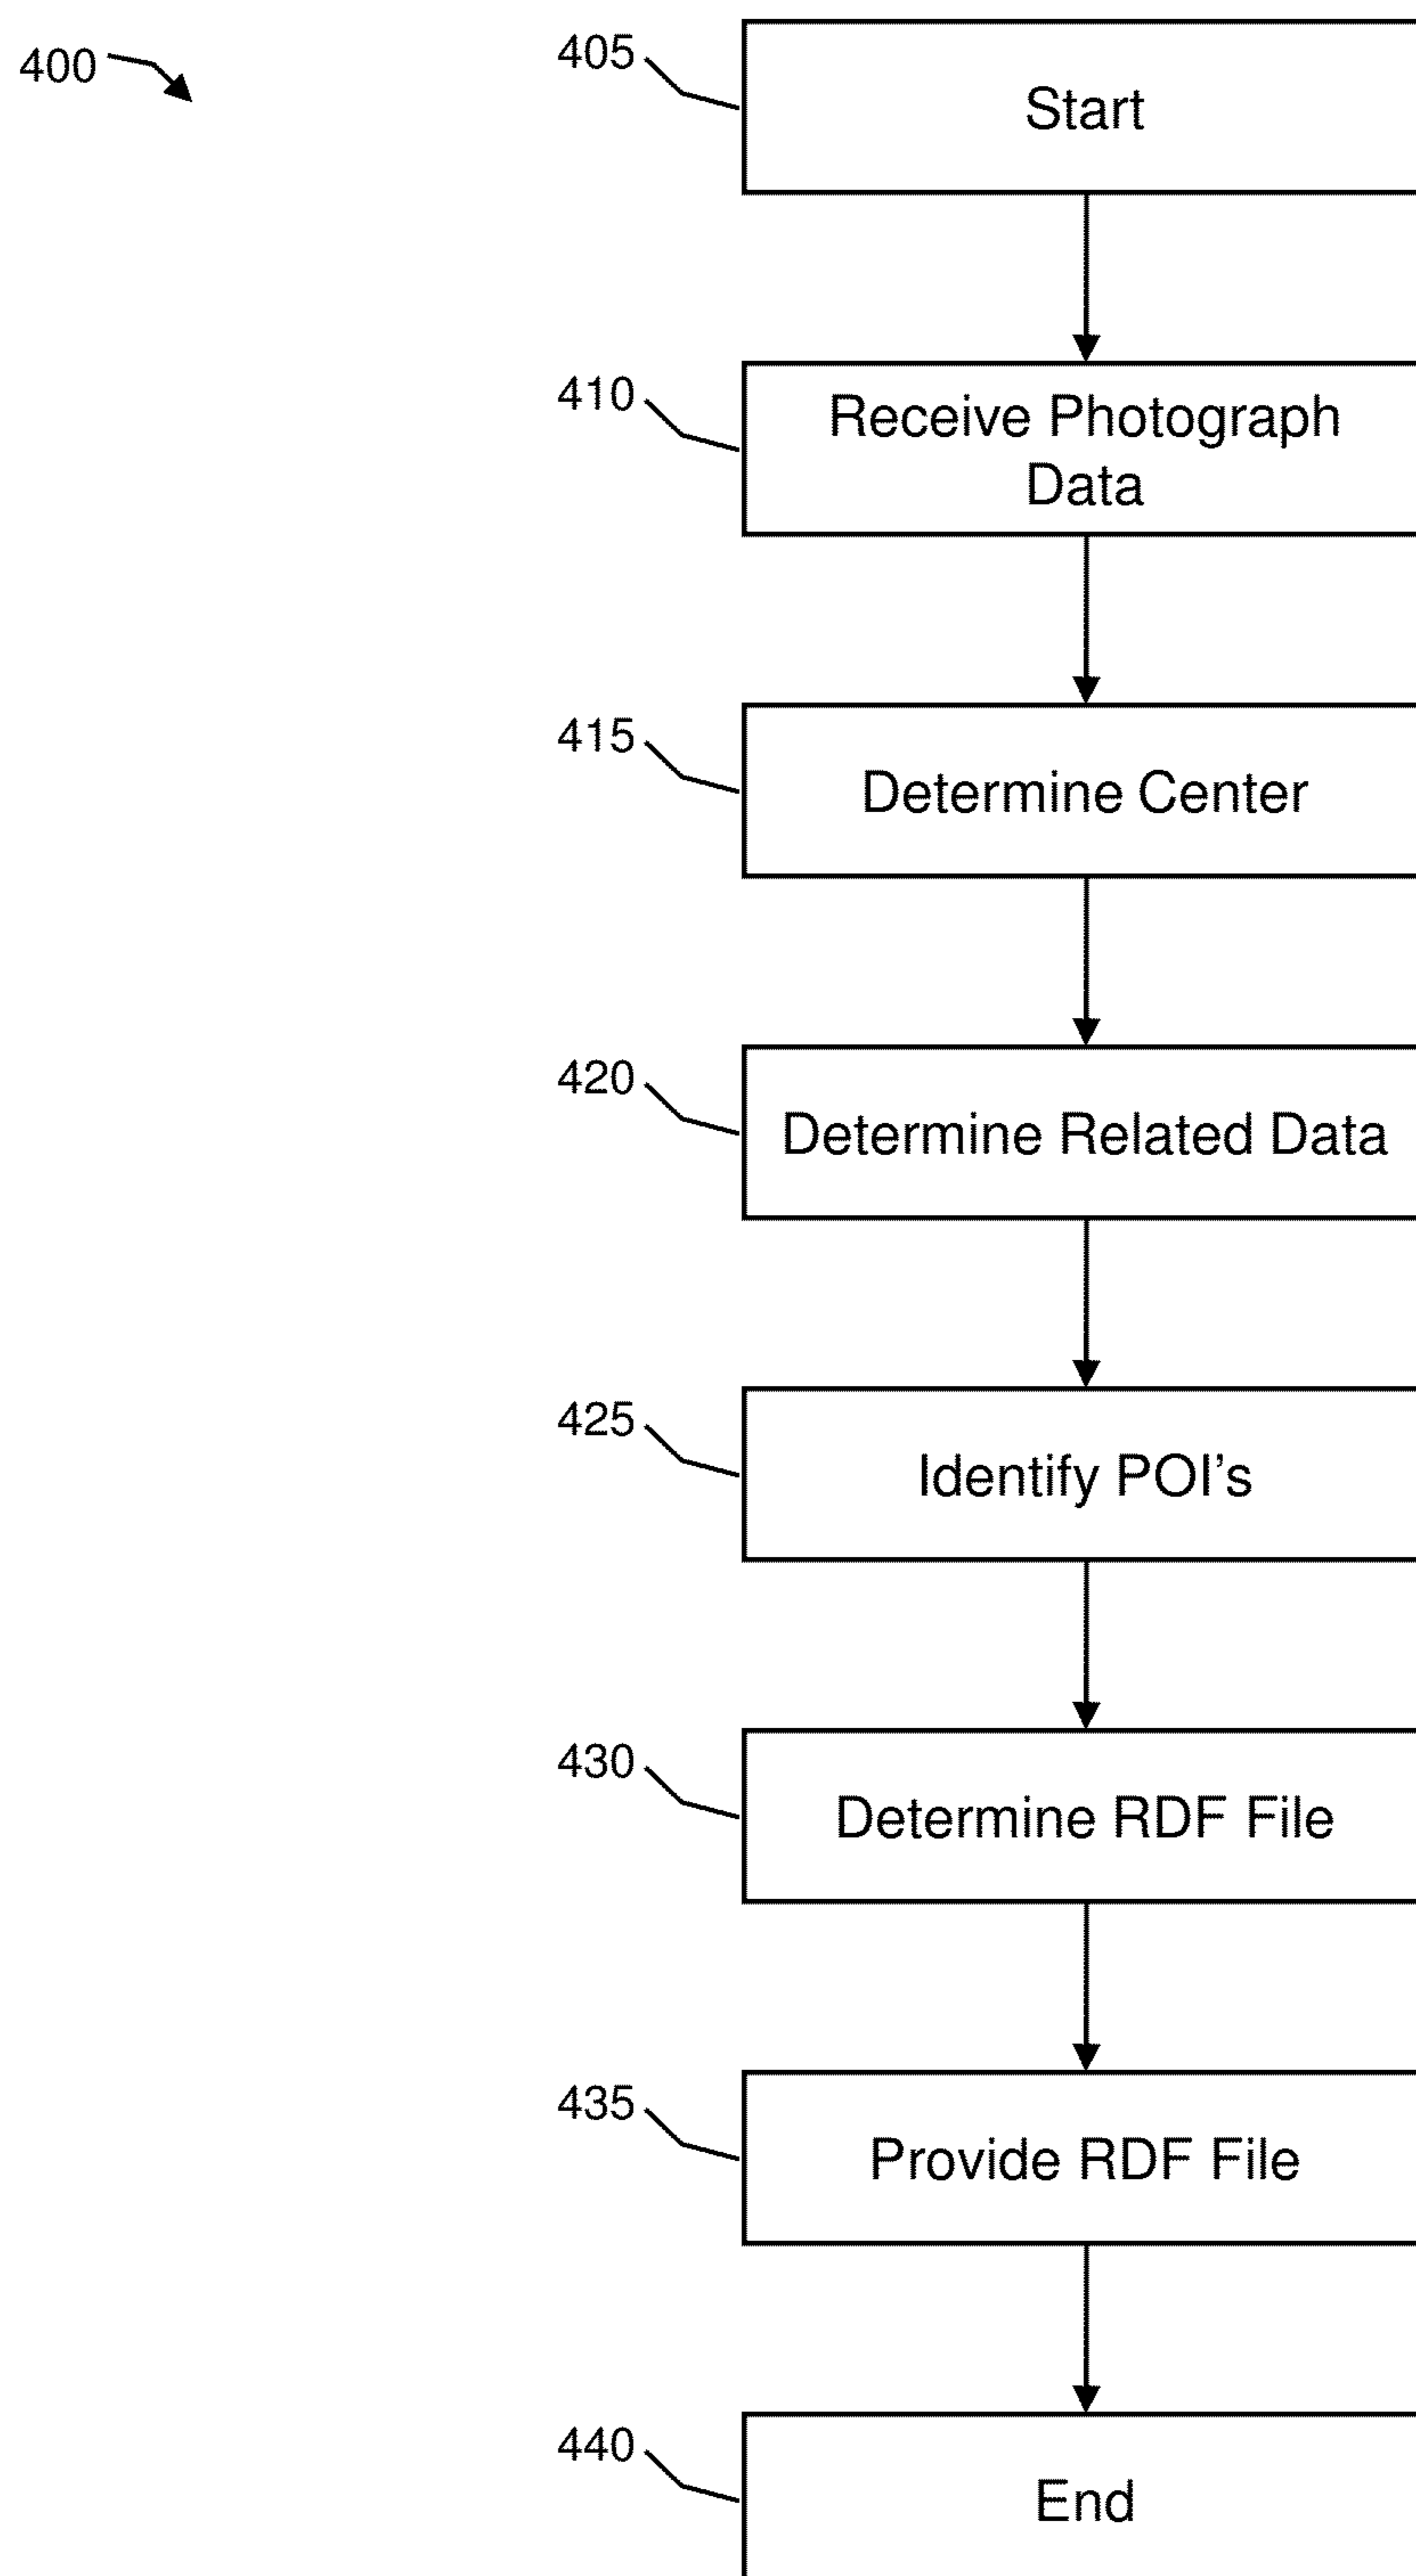 400
405
Start
410
Receive Photograph
Data
415
Determine Center
420
Determine Related Data
425
Identify POI’s
430
Determine RDF File
435
Provide RDF File
440
End